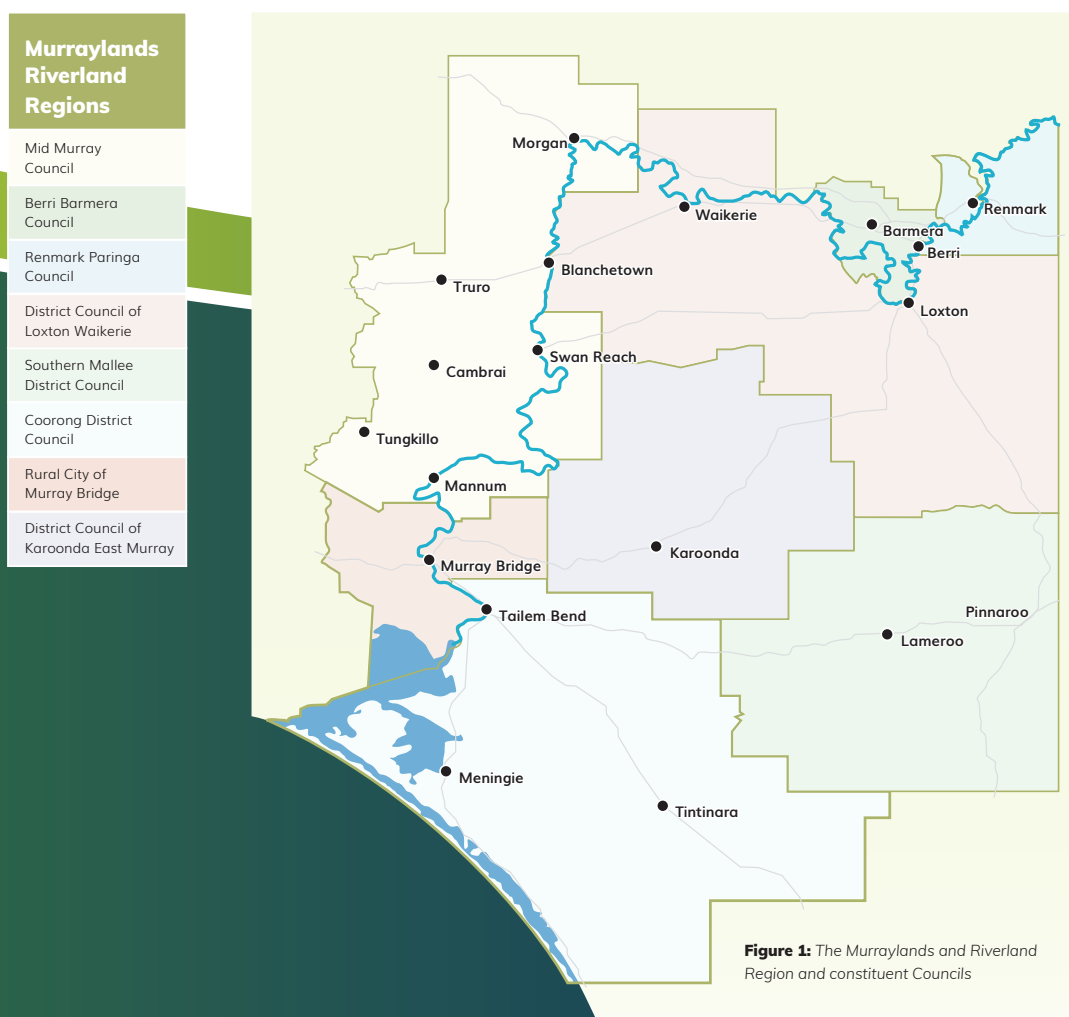 Murraylands
Riverland
Regions
Mid Murray
Council
Berri Barmera
Council
Renmark Paringa
Council
District Council of
Loxton Waikerie
Southern Mallee
District Council
Coorong District
Council
Rural City of
Murray Bridge
District Council of
Karoonda East Murray
Morgan
Waikerie
Renmark
Barmera
Berri
Blanchetown
Truro
Loxton
Swan Reach
Cambrai
Tungkillo
Mannum
Karoonda
Murray Bridge
Tailem Bend
Pinnaroo
Lameroo
Meningie
Tintinara
Figure 1: The Murraylands and Riverland
Region and constituent Councils